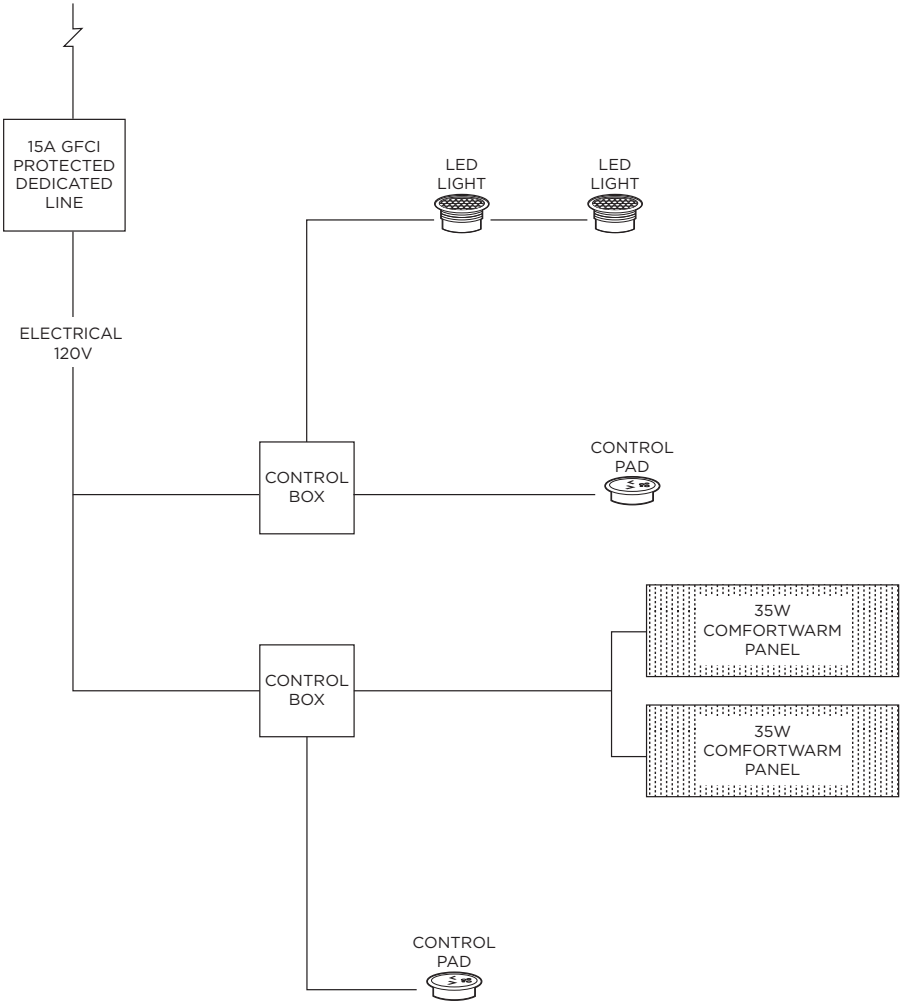 15A GFCI
PROTECTED
DEDICATED
LINE
LED
LIGHT
LED
LIGHT
ELECTRICAL
120V
CONTROL
BOX
CONTROL
PAD
35W
COMFORTWARM
PANEL
CONTROL
BOX
35W
COMFORTWARM
PANEL
CONTROL
PAD